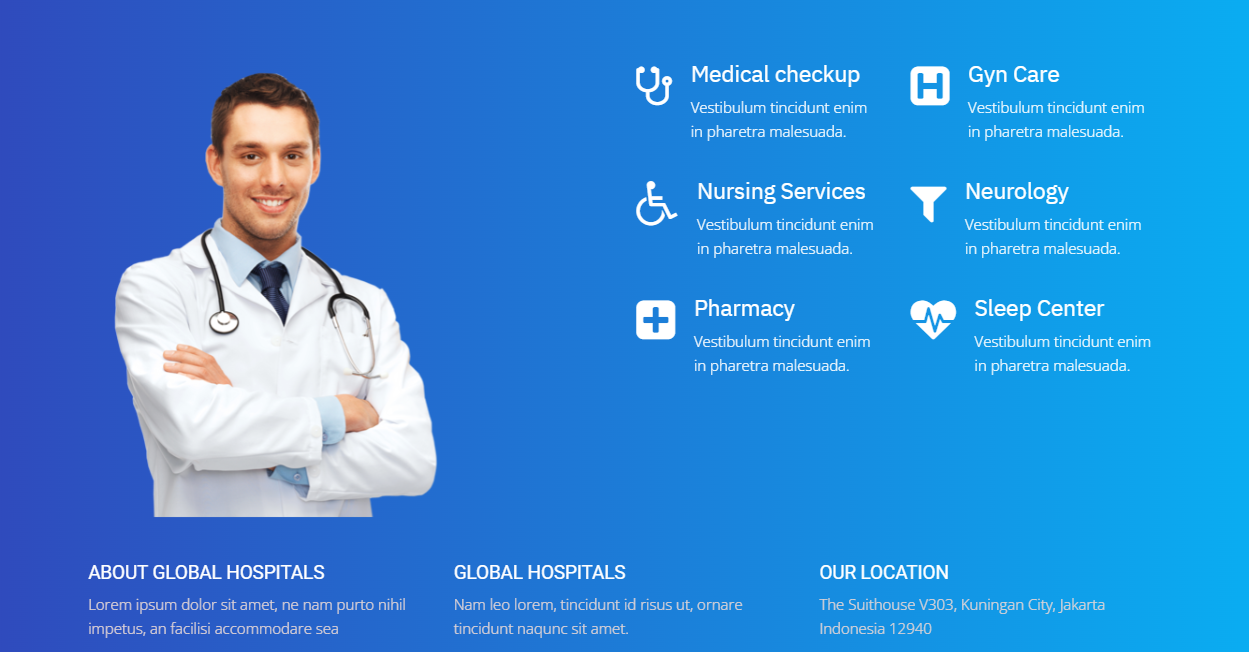 Medical checkup
Vestibulum tincidunt enim
in pharetra malesuada.
Gyn Care
Vestibulum tincidunt enim
in pharetra malesuada.
Nursing Services
Vestibulum tincidunt enim
in pharetra malesuada.
Neurology
Vestibulum tincidunt enim
in pharetra malesuada.
Pharmacy
Vestibulum tincidunt enim
in pharetra malesuada.
Sleep Center
Vestibulum tincidunt enim
in pharetra malesuada.
ABOUT GLOBAL HOSPITALS
Lorem ipsum dolor sit amet, ne nam purto nihil
impetus, an facilisi accommodare sea
GLOBAL HOSPITALS
Nam leo lorem, tincidunt id risus ut, ornare
tincidunt naqunc sit amet.
OUR LOCATION
The Suithouse V303, Kuningan City, Jakarta
Indonesia 12940